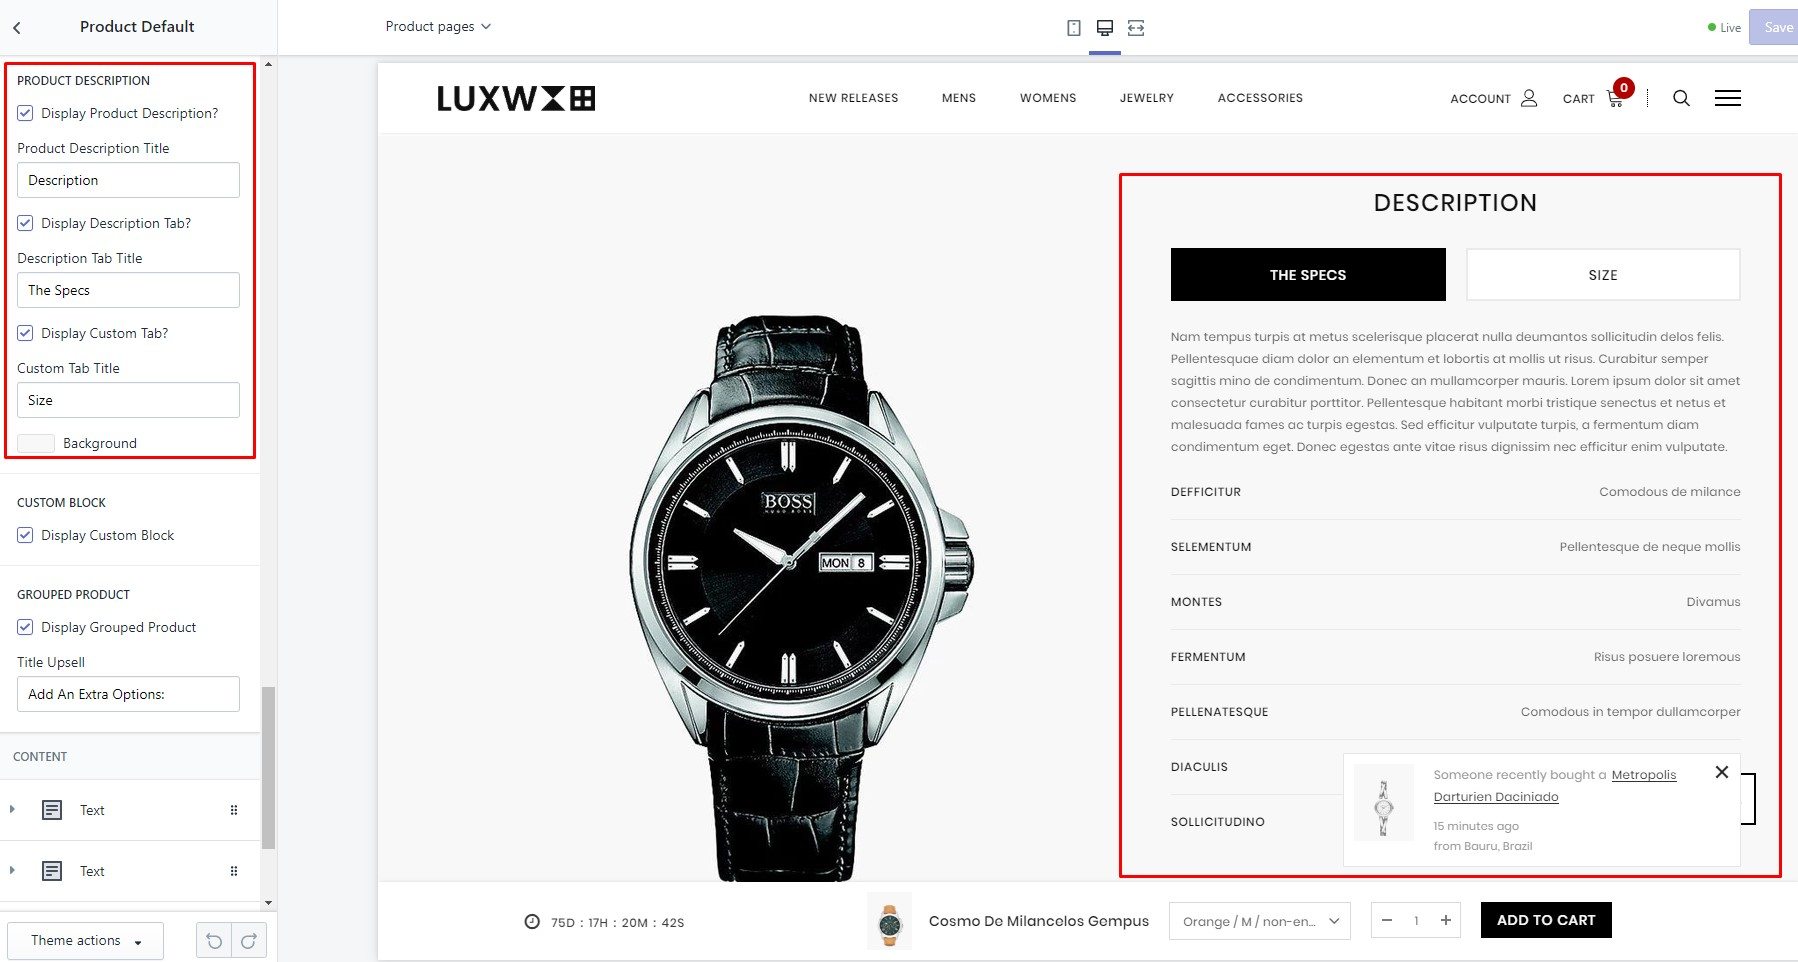 Product Default
Product pages
Live
Save
PRODUCT DESCRIPTION
Display Product Description?
Product Description Title
Description
Display Description Tab?
Description Tab Title
The Specs
Display Custom Tab?
Custom Tab Title
Size
Background
CUSTOM BLOCK
Display Custom Block
GROUPED PRODUCT
Display Grouped Product
Title Upsell
Add An Extra Options:
CONTENT
Text
Text
Theme actions
LUXW
NEW RELEASES
MENS
WOMENS
JEWELRY
ACCESSORIES
ACCOUNT
CART
0
BOSS
HUGO BOSS
MON 8
DESCRIPTION
THE SPECS
SIZE
Nam tempus turpis at metus scelerisque placerat nulla deumantos sollicitudin delos felis.
Pellentesquae diam dolor an elementum et lobortis at mollis ut risus. Curabitur semper
sagittis mino de condimentum. Donec an mullamcorper mauris. Lorem ipsum dolor sit amet
consectetur curabitur porttitor. Pellentesque habitant morbi tristique senectus et netus et
malesuada fames ac turpis egestas. Sed efficitur vulputate turpis, a fermentum diam
condimentum eget. Donec egestas ante vitae risus dignissim nec efficitur enim vulputate.
DEFFICITUR Comodous de milance
SELEMENTUM Pellentesque de neque mollis
MONTES Divamus
FERMENTUM Risus posuere loremous
PELLENATESQUE Comodous in tempor dullamcorper
DIACULIS
SOLLICITUDINO
Someone recently bought a Metropolis
Darturien Daciniado
15 minutes ago
from Bauru, Brazil
75D : 17H : 20M : 42S
Cosmo De Milancelos Gempus
Orange / M / non-en...
1
ADD TO CART